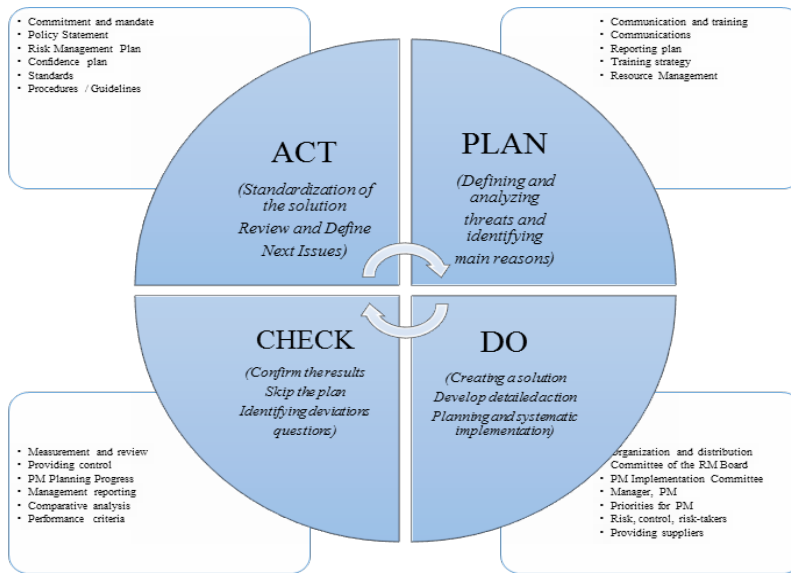 • Commitment and mandate
• Policy Statement
• Risk Management Plan
• Confidence plan
• Standards
• Procedures / Guidelines
• Communication and training
• Communications
• Reporting plan
• Training strategy
• Resource Management
ACT
(Standardization of
the solution
Review and Define
Next Issues)
PLAN
(Defining and
analyzing
threats and
identifying
main reasons)
CHECK
(Confirm the results
Skip the plan
Identifying deviations
questions)
DO
(Creating a solution
Develop detailed action
Planning and systematic
implementation)
• Measurement and review
• Providing control
• PM Planning Progress
• Management reporting
• Comparative analysis
• Performance criteria
Organization and distribution
Committee of the RM Board
• PM Implementation Committee
• Manager, PM
• Priorities for PM
• Risk, control, risk-takers
• Providing suppliers